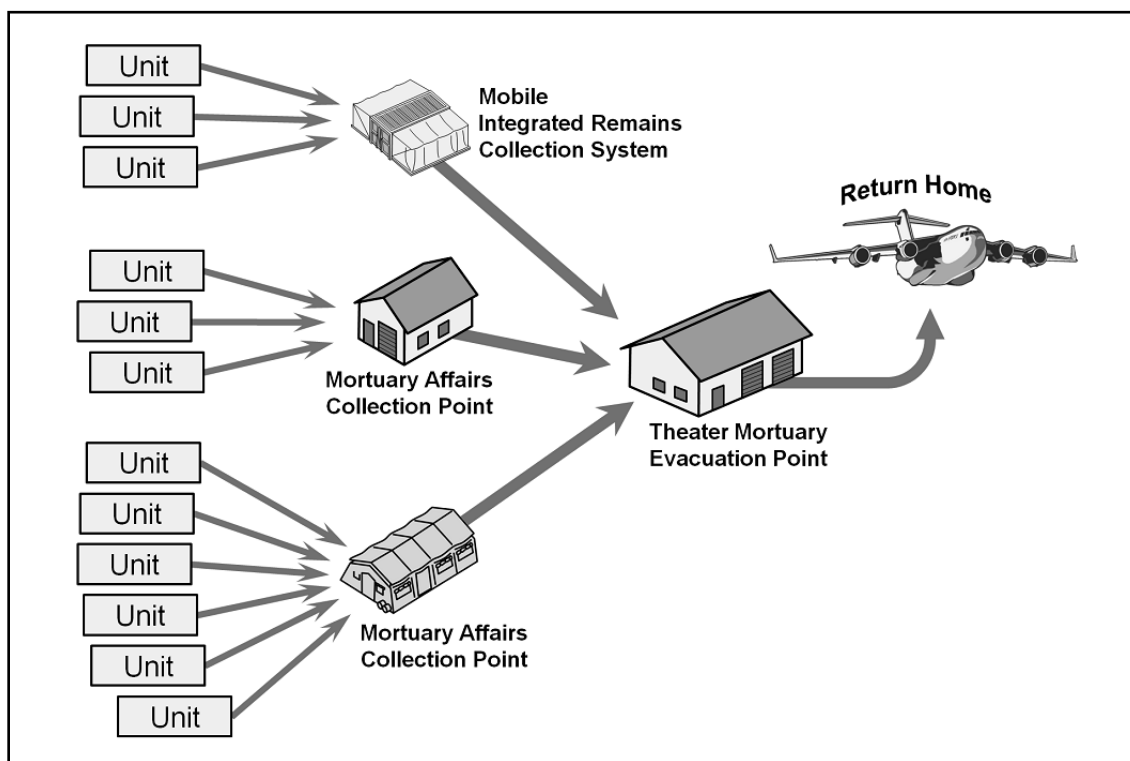 Unit
Unit
Unit
Mobile
Integrated Remains
Collection System
Return Home
Unit
Unit
Unit
Mortuary Affairs
Collection Point
Theater Mortuary
Evacuation Point
Unit
Unit
Unit
Unit
Unit
Unit
Mortuary Affairs
Collection Point